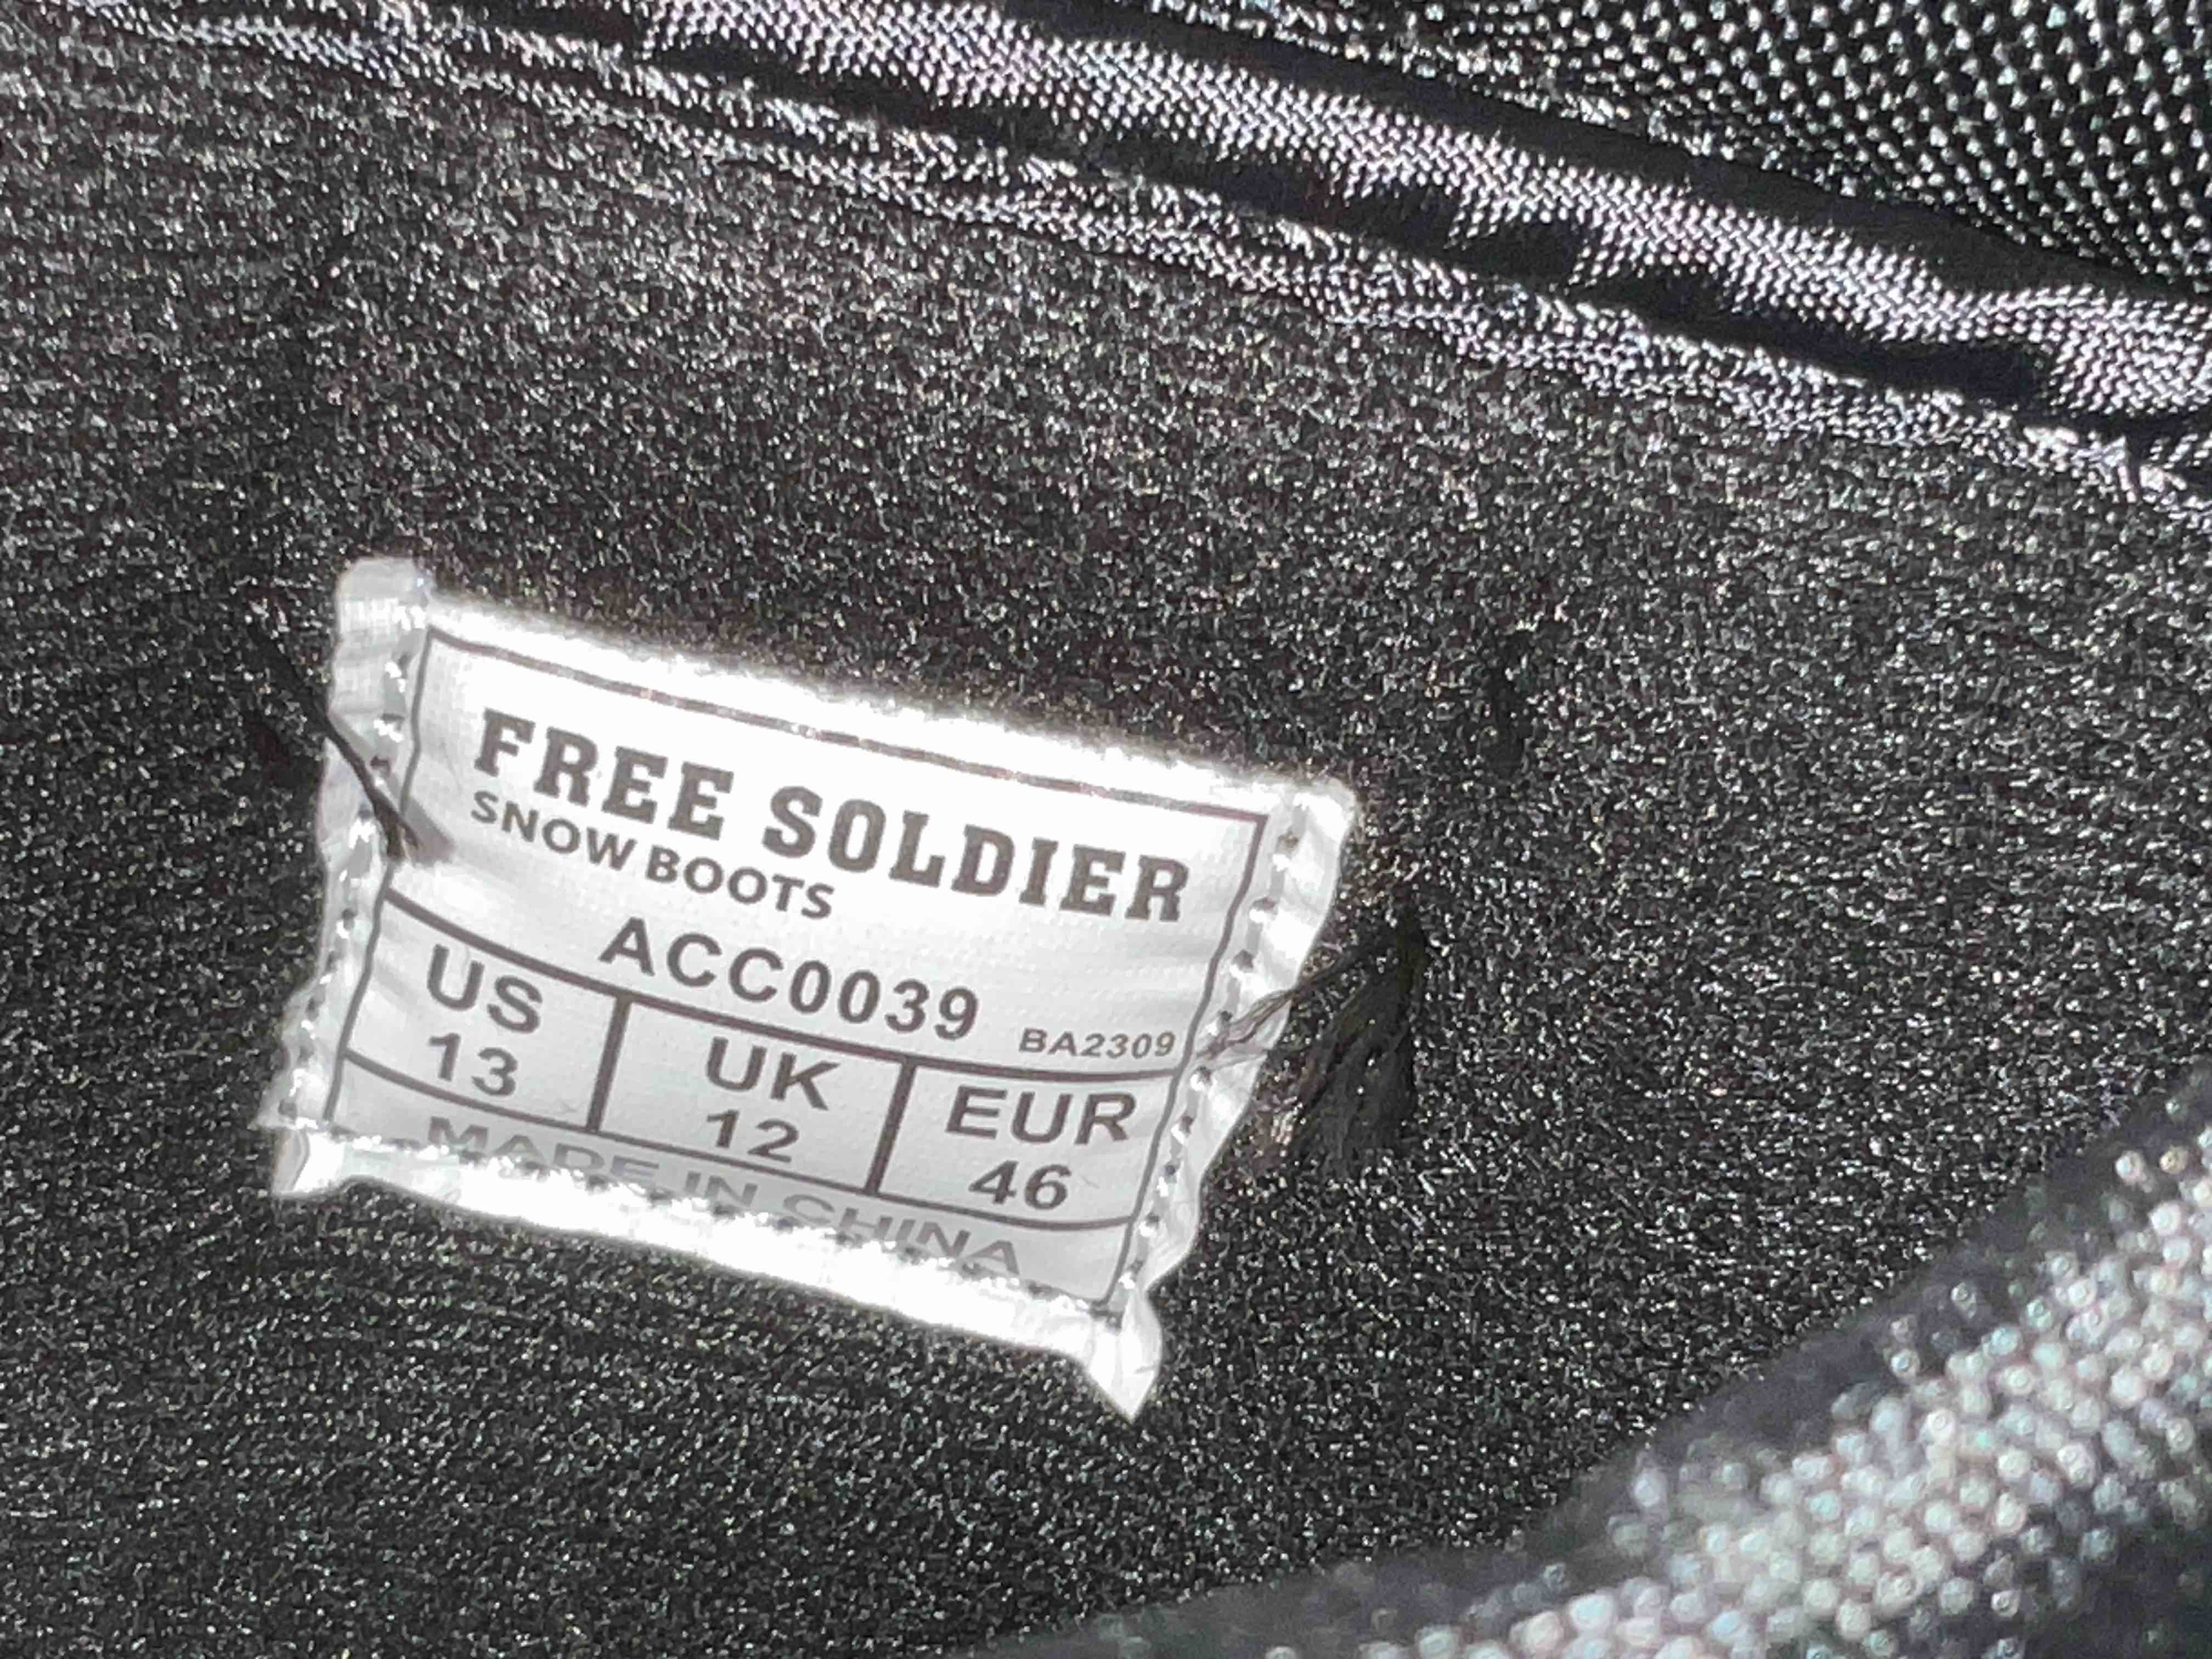 FREE SOLDIER
SNOW BOOTS
ACC0039
BA2309
US UK EUR
13 12 46
MADE IN CHINA